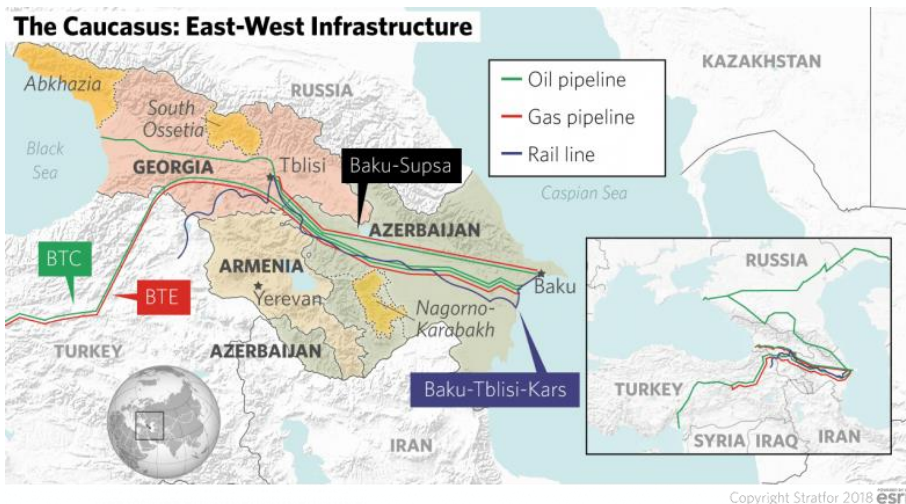 The Caucasus: East-West Infrastructure
KAZAKHSTAN
Abkhazia
RUSSIA
Oil pipeline
Gas pipeline
Rail line
South
Ossetia
Black
Sea
GEORGIA
Tblisi
Baku-Supsa
Caspian Sea
AZERBAIJAN
BTC
ARMENIA
BTE
Yerevan
Baku
Nagorno-
Karabakh
TURKEY
AZERBAIJAN
Baku-Tblisi-Kars
IRAN
RUSSIA
TURKEY
SYRIA
IRAQ
IRAN
Copyright Stratfor 2018
esri